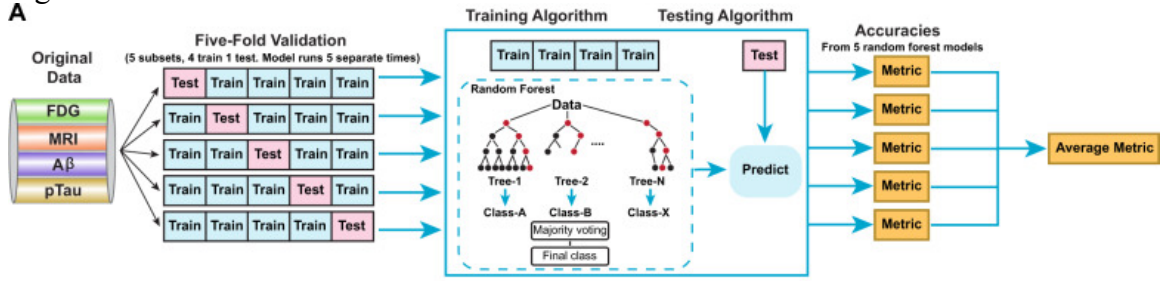 A
Original
Data
FDG
MRI
Aβ
pTau
Five-Fold Validation
(5 subsets, 4 train 1 test. Model runs 5 separate times)
Test Train Train Train Train
Train Test Train Train Train
Train Train Test Train Train
Train Train Train Test Train
Train Train Train Train Test
Training Algorithm
Testing Algorithm
Train Train Train Train
Test
Random Forest
Data
....
Tree-1 Tree-2 Tree-N
Class-A Class-B Class-X
Majority voting
Final class
Predict
Accuracies
From 5 random forest models
Metric
Metric
Metric
Metric
Metric
Average Metric